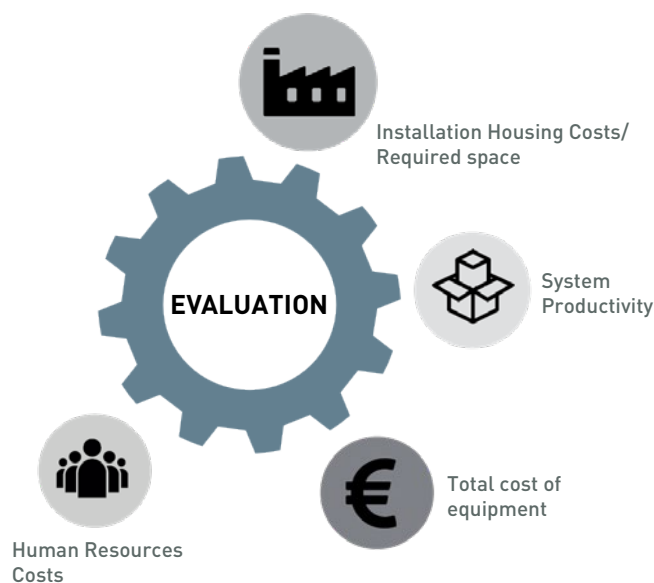 Installation Housing Costs/
Required space
EVALUATION
System
Productivity
Total cost of
equipment
Human Resources
Costs